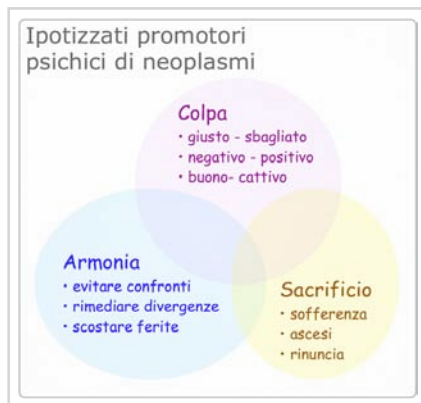 Ipotizzati promotori
psichici di neoplasmi
Colpa
• giusto - sbagliato
• negativo - positivo
• buono- cattivo
Armonia
• evitare confronti
• rimediare divergenze
• scostare ferite
Sacrificio
• sofferenza
• ascesi
• rinuncia